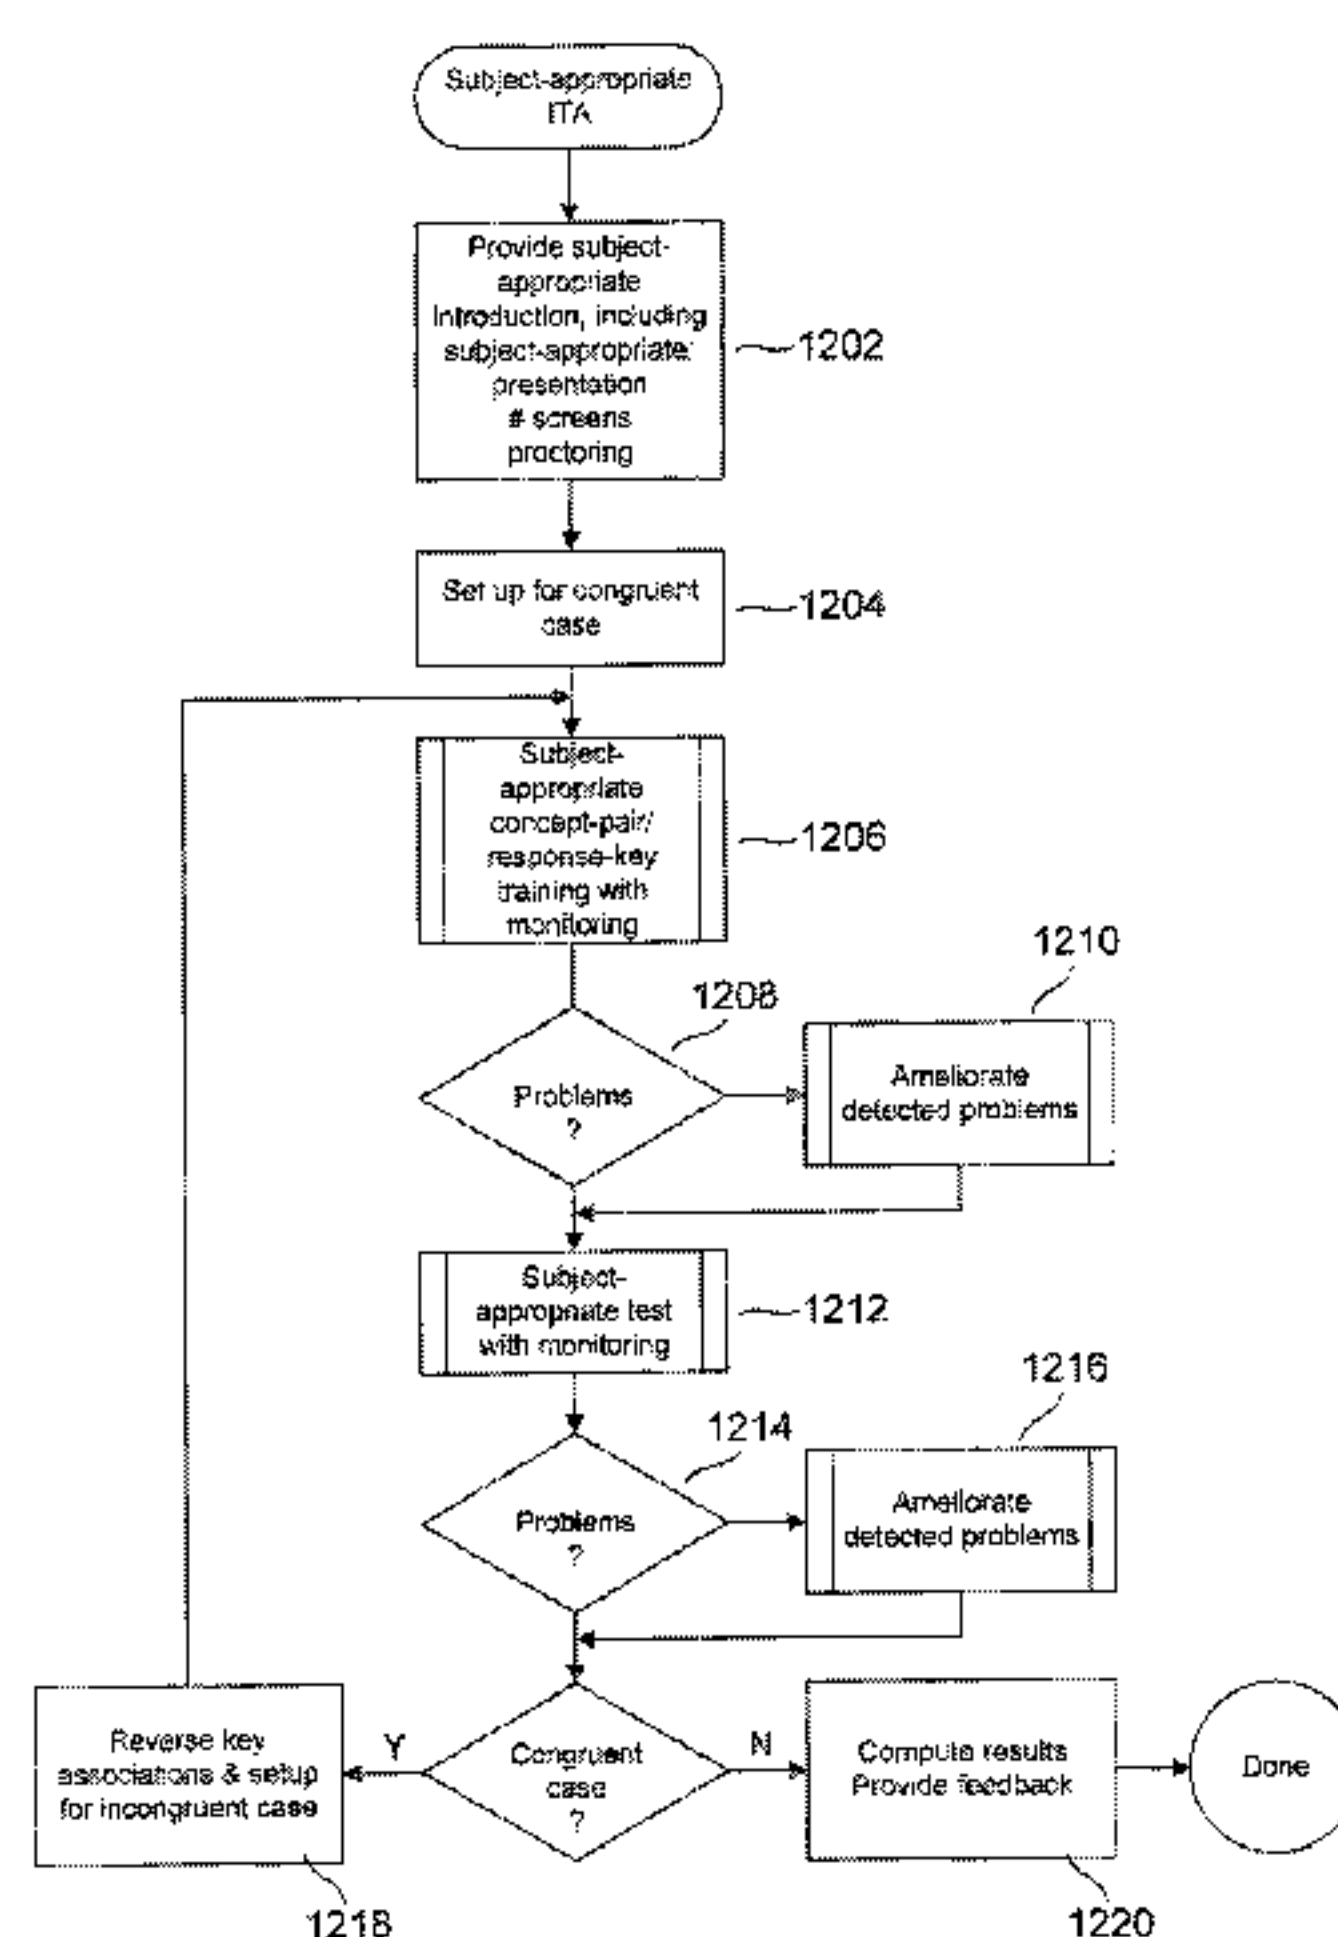 Subject-appropriate
ITA
Provide subject-
appropriate
introduction, including
subject-appropriate:
presentation
# screens
proctoring
1202
Set up for congruent
case
1204
Subject-
appropriate
concept-pair/
response-key
training with
monitoring
1206
1208
Problems
?
1210
Ameliorate
detected problems
Subject-
appropriate test
with monitoring
1212
1214
Problems
?
1216
Ameliorate
detected problems
Reverse key
associations & setup
for incongruent case
1218
Y
Congruent
case
?
N
Compute results
Provide feedback
1220
Done